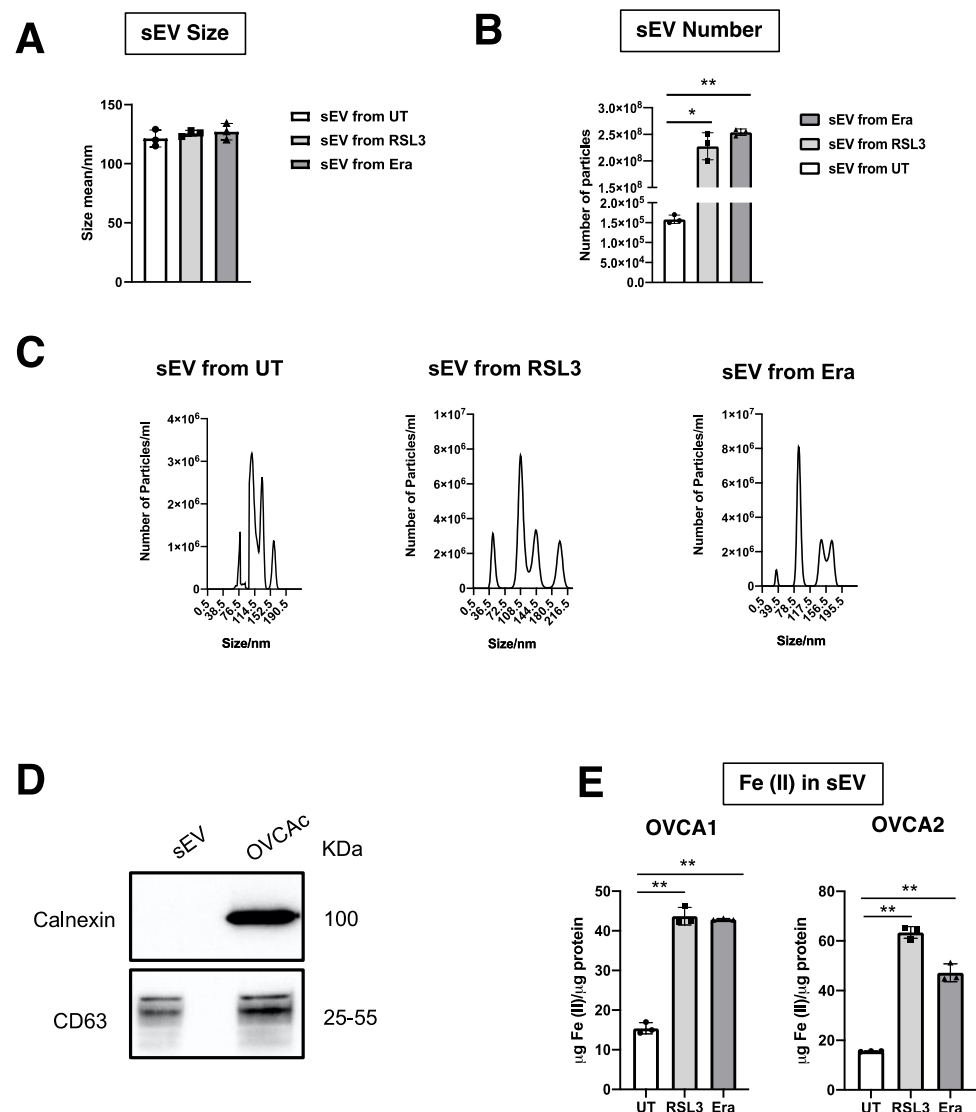 A
sEV Size
Size mean/nm
150
100
50
0
sEV from UT
sEV from RSL3
sEV from Era
B
sEV Number
**
*
Number of particles
3.0×10⁸
2.5×10⁸
2.0×10⁸
1.5×10⁸
2.0×10⁵
1.5×10⁵
1.0×10⁵
5.0×10⁴
0.0
sEV from Era
sEV from RSL3
sEV from UT
C
sEV from UT
Number of Particles/ml
4×10⁶
3×10⁶
2×10⁶
1×10⁶
0
0.5
38.5
76.5
114.5
152.5
190.5
Size/nm
sEV from RSL3
Number of Particles/ml
1×10⁷
8×10⁶
6×10⁶
4×10⁶
2×10⁶
0
0.5
36.5
72.5
108.5
144.5
180.5
216.5
Size/nm
sEV from Era
Number of Particles/ml
1×10⁷
8×10⁶
6×10⁶
4×10⁶
2×10⁶
0
0.5
39.5
78.5
117.5
156.5
195.5
Size/nm
D
sEV
OVCAc
KDa
Calnexin
100
CD63
25-55
E
Fe (II) in sEV
OVCA1
**
**
µg Fe (II)/µg protein
50
40
30
20
10
0
UT RSL3 Era
OVCA2
**
**
µg Fe (II)/µg protein
80
60
40
20
0
UT RSL3 Era